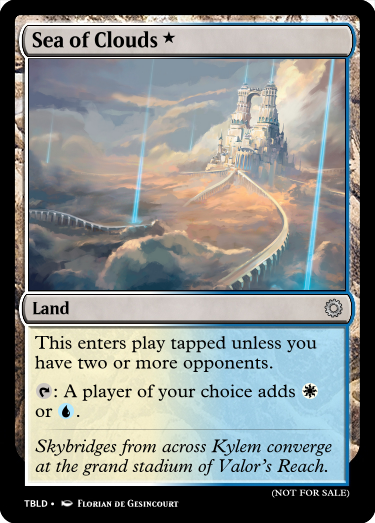 Sea of Clouds ★
Land
This enters play tapped unless you
have two or more opponents.
: A player of your choice adds
or .
Skybridges from across Kylem converge
at the grand stadium of Valor's Reach.
(NOT FOR SALE)
TBLD • Florian de Gesincourt